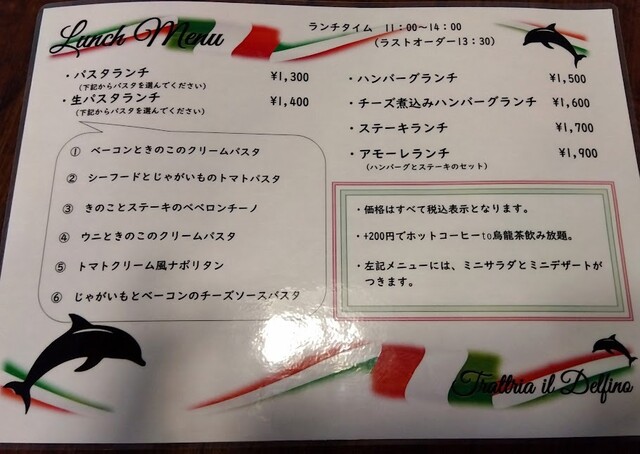 Lunch Menu
ランチタイム 11:00～14:00
(ラストオーダー13:30)
・パスタランチ ¥1,300
(下記からパスタを選んでください)
・生パスタランチ ¥1,400
(下記からパスタを選んでください)
① ベーコンときのこのクリームパスタ
② シーフードとじゃがいものトマトパスタ
③ きのことステーキのペペロンチーノ
④ ウニときのこのクリームパスタ
⑤ トマトクリーム風ナポリタン
⑥ じゃがいもとベーコンのチーズソースパスタ
・ハンバーグランチ ¥1,500
・チーズ煮込みハンバーグランチ ¥1,600
・ステーキランチ ¥1,700
・アモーレランチ ¥1,900
(ハンバーグとステーキのセット)
・価格はすべて税込表示となります。
・+200円でホットコーヒーto烏龍茶飲み放題。
・左記メニューには、ミニサラダとミニデザートが
つきます。
Trattria il Delfino